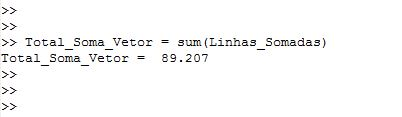 >>
>>
>> Total_Soma_Vetor = sum(Linhas_Somadas)
Total_Soma_Vetor =  89.207
>>
>>
>>